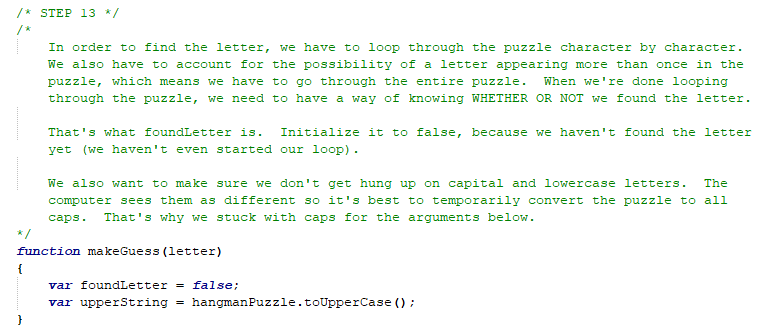 /* STEP 13 */
/*
In order to find the letter, we have to loop through the puzzle character by character.
We also have to account for the possibility of a letter appearing more than once in the
puzzle, which means we have to go through the entire puzzle.  When we're done looping
through the puzzle, we need to have a way of knowing WHETHER OR NOT we found the letter.
That's what foundLetter is.  Initialize it to false, because we haven't found the letter
yet (we haven't even started our loop).
We also want to make sure we don't get hung up on capital and lowercase letters.  The
computer sees them as different so it's best to temporarily convert the puzzle to all
caps.  That's why we stuck with caps for the arguments below.
*/
function makeGuess(letter)
{
var foundLetter = false;
var upperString = hangmanPuzzle.toUpperCase();
}